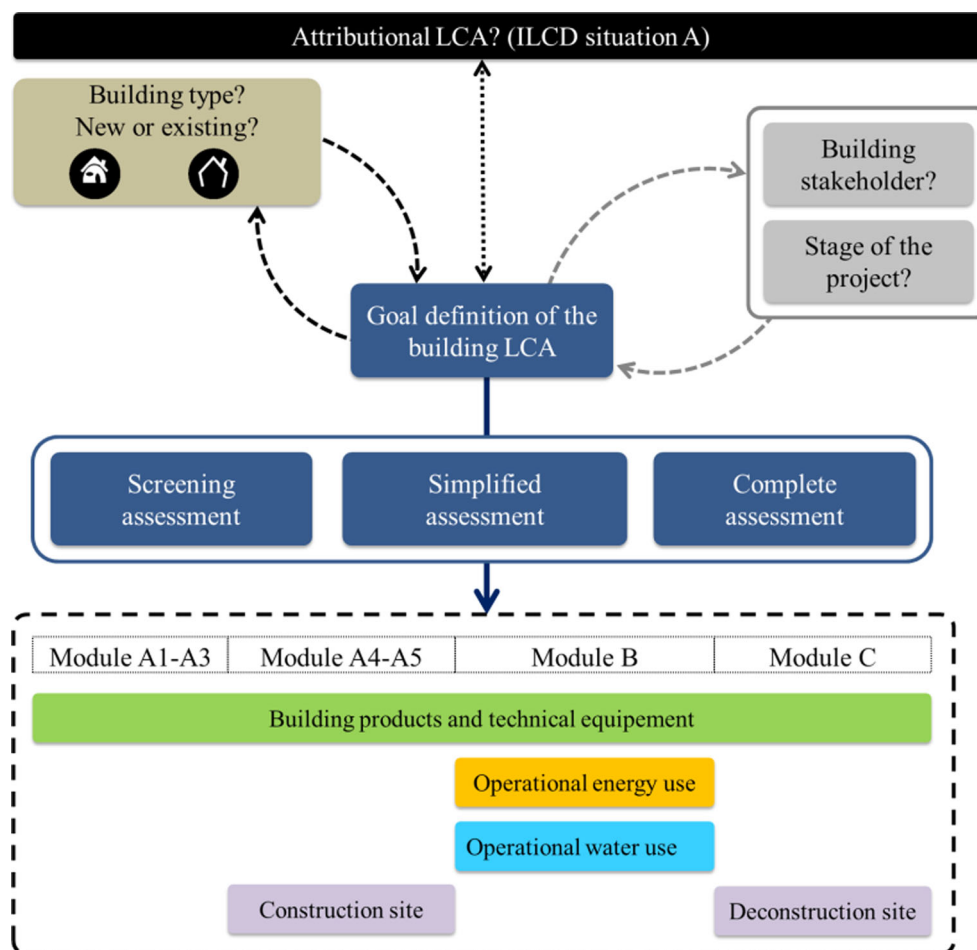 Attributional LCA? (ILCD situation A)
Building type?
New or existing?
Building
stakeholder?
Stage of the
project?
Goal definition of the
building LCA
Screening
assessment
Simplified
assessment
Complete
assessment
Module A1-A3
Module A4-A5
Module B
Module C
Building products and technical equipement
Operational energy use
Operational water use
Construction site
Deconstruction site